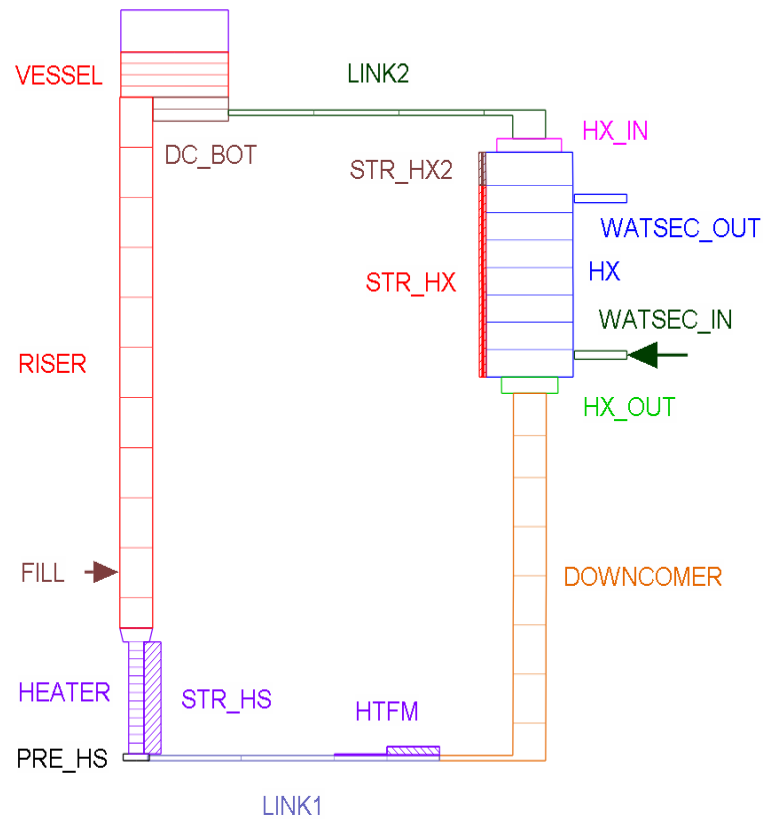 VESSEL
LINK2
HX_IN
DC_BOT
STR_HX2
WATSEC_OUT
STR_HX
HX
WATSEC_IN
RISER
HX_OUT
FILL
DOWNCOMER
HEATER
STR_HS
HTFM
PRE_HS
LINK1